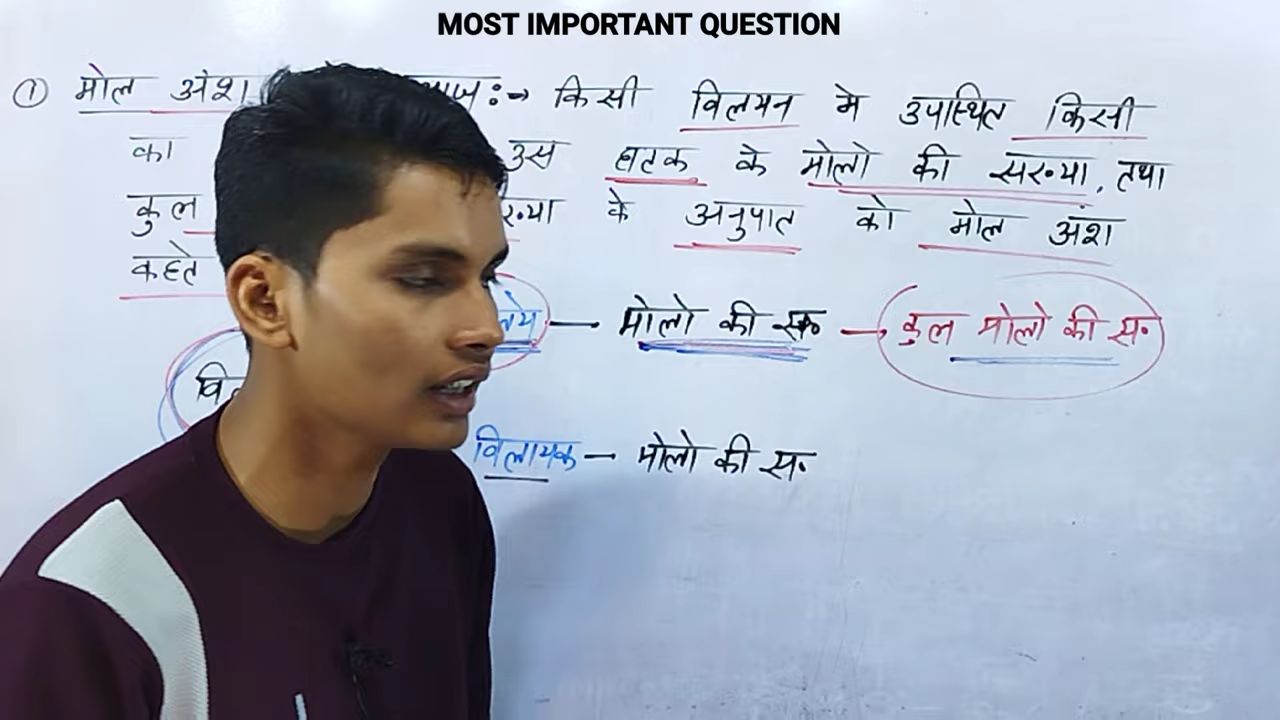 MOST IMPORTANT QUESTION
① मोल अंश :→ किसी विलयन मे उपस्थित किसी
का उस घटक के मोलो की संख्या, तथा
कुल के अनुपात को मोल अंश
कहते
— मोलो की सं० → कुल मोलो की सं०
विलायक — मोलो की सं०